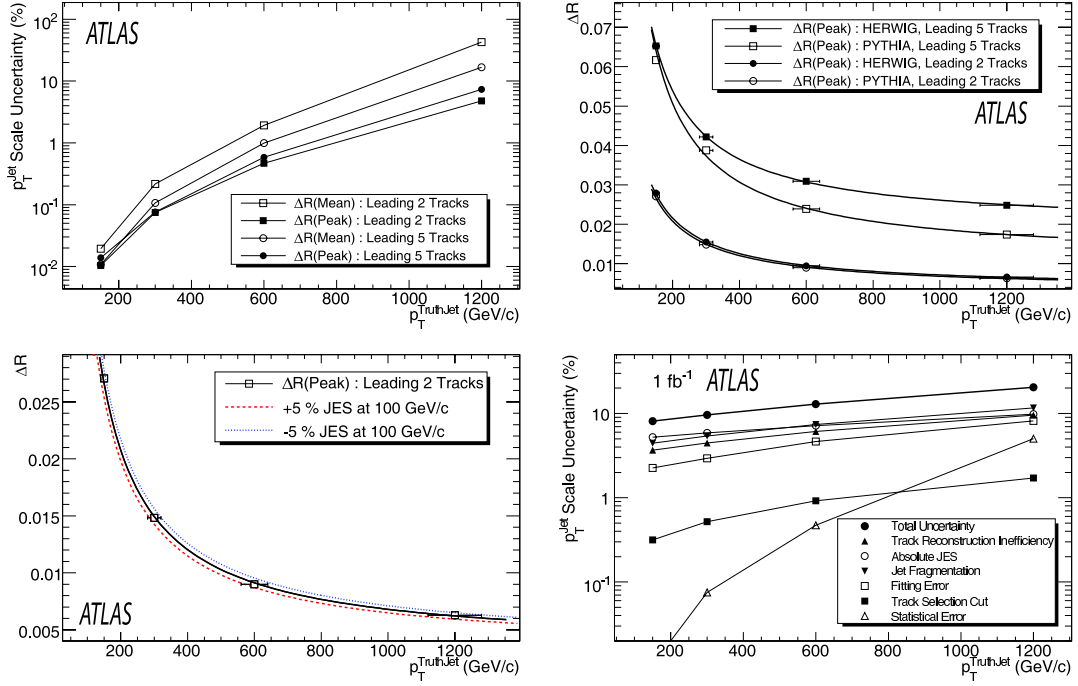 p_T^Jet Scale Uncertainty (%)
10^2
10
1
10^-1
10^-2
ATLAS
ΔR(Mean) : Leading 2 Tracks
ΔR(Peak) : Leading 2 Tracks
ΔR(Mean) : Leading 5 Tracks
ΔR(Peak) : Leading 5 Tracks
200 400 600 800 1000 1200
p_T^TruthJet (GeV/c)
ΔR
0.07
0.06
0.05
0.04
0.03
0.02
0.01
ΔR(Peak) : HERWIG, Leading 5 Tracks
ΔR(Peak) : PYTHIA, Leading 5 Tracks
ΔR(Peak) : HERWIG, Leading 2 Tracks
ΔR(Peak) : PYTHIA, Leading 2 Tracks
ATLAS
200 400 600 800 1000 1200
p_T^TruthJet (GeV/c)
ΔR
0.025
0.02
0.015
0.01
0.005
ΔR(Peak) : Leading 2 Tracks
+5 % JES at 100 GeV/c
-5 % JES at 100 GeV/c
ATLAS
200 400 600 800 1000 1200
p_T^TruthJet (GeV/c)
p_T^Jet Scale Uncertainty (%)
10
1
10^-1
1 fb^-1 ATLAS
Total Uncertainty
Track Reconstruction Inefficiency
Absolute JES
Jet Fragmentation
Fitting Error
Track Selection Cut
Statistical Error
200 400 600 800 1000 1200
p_T^TruthJet (GeV/c)